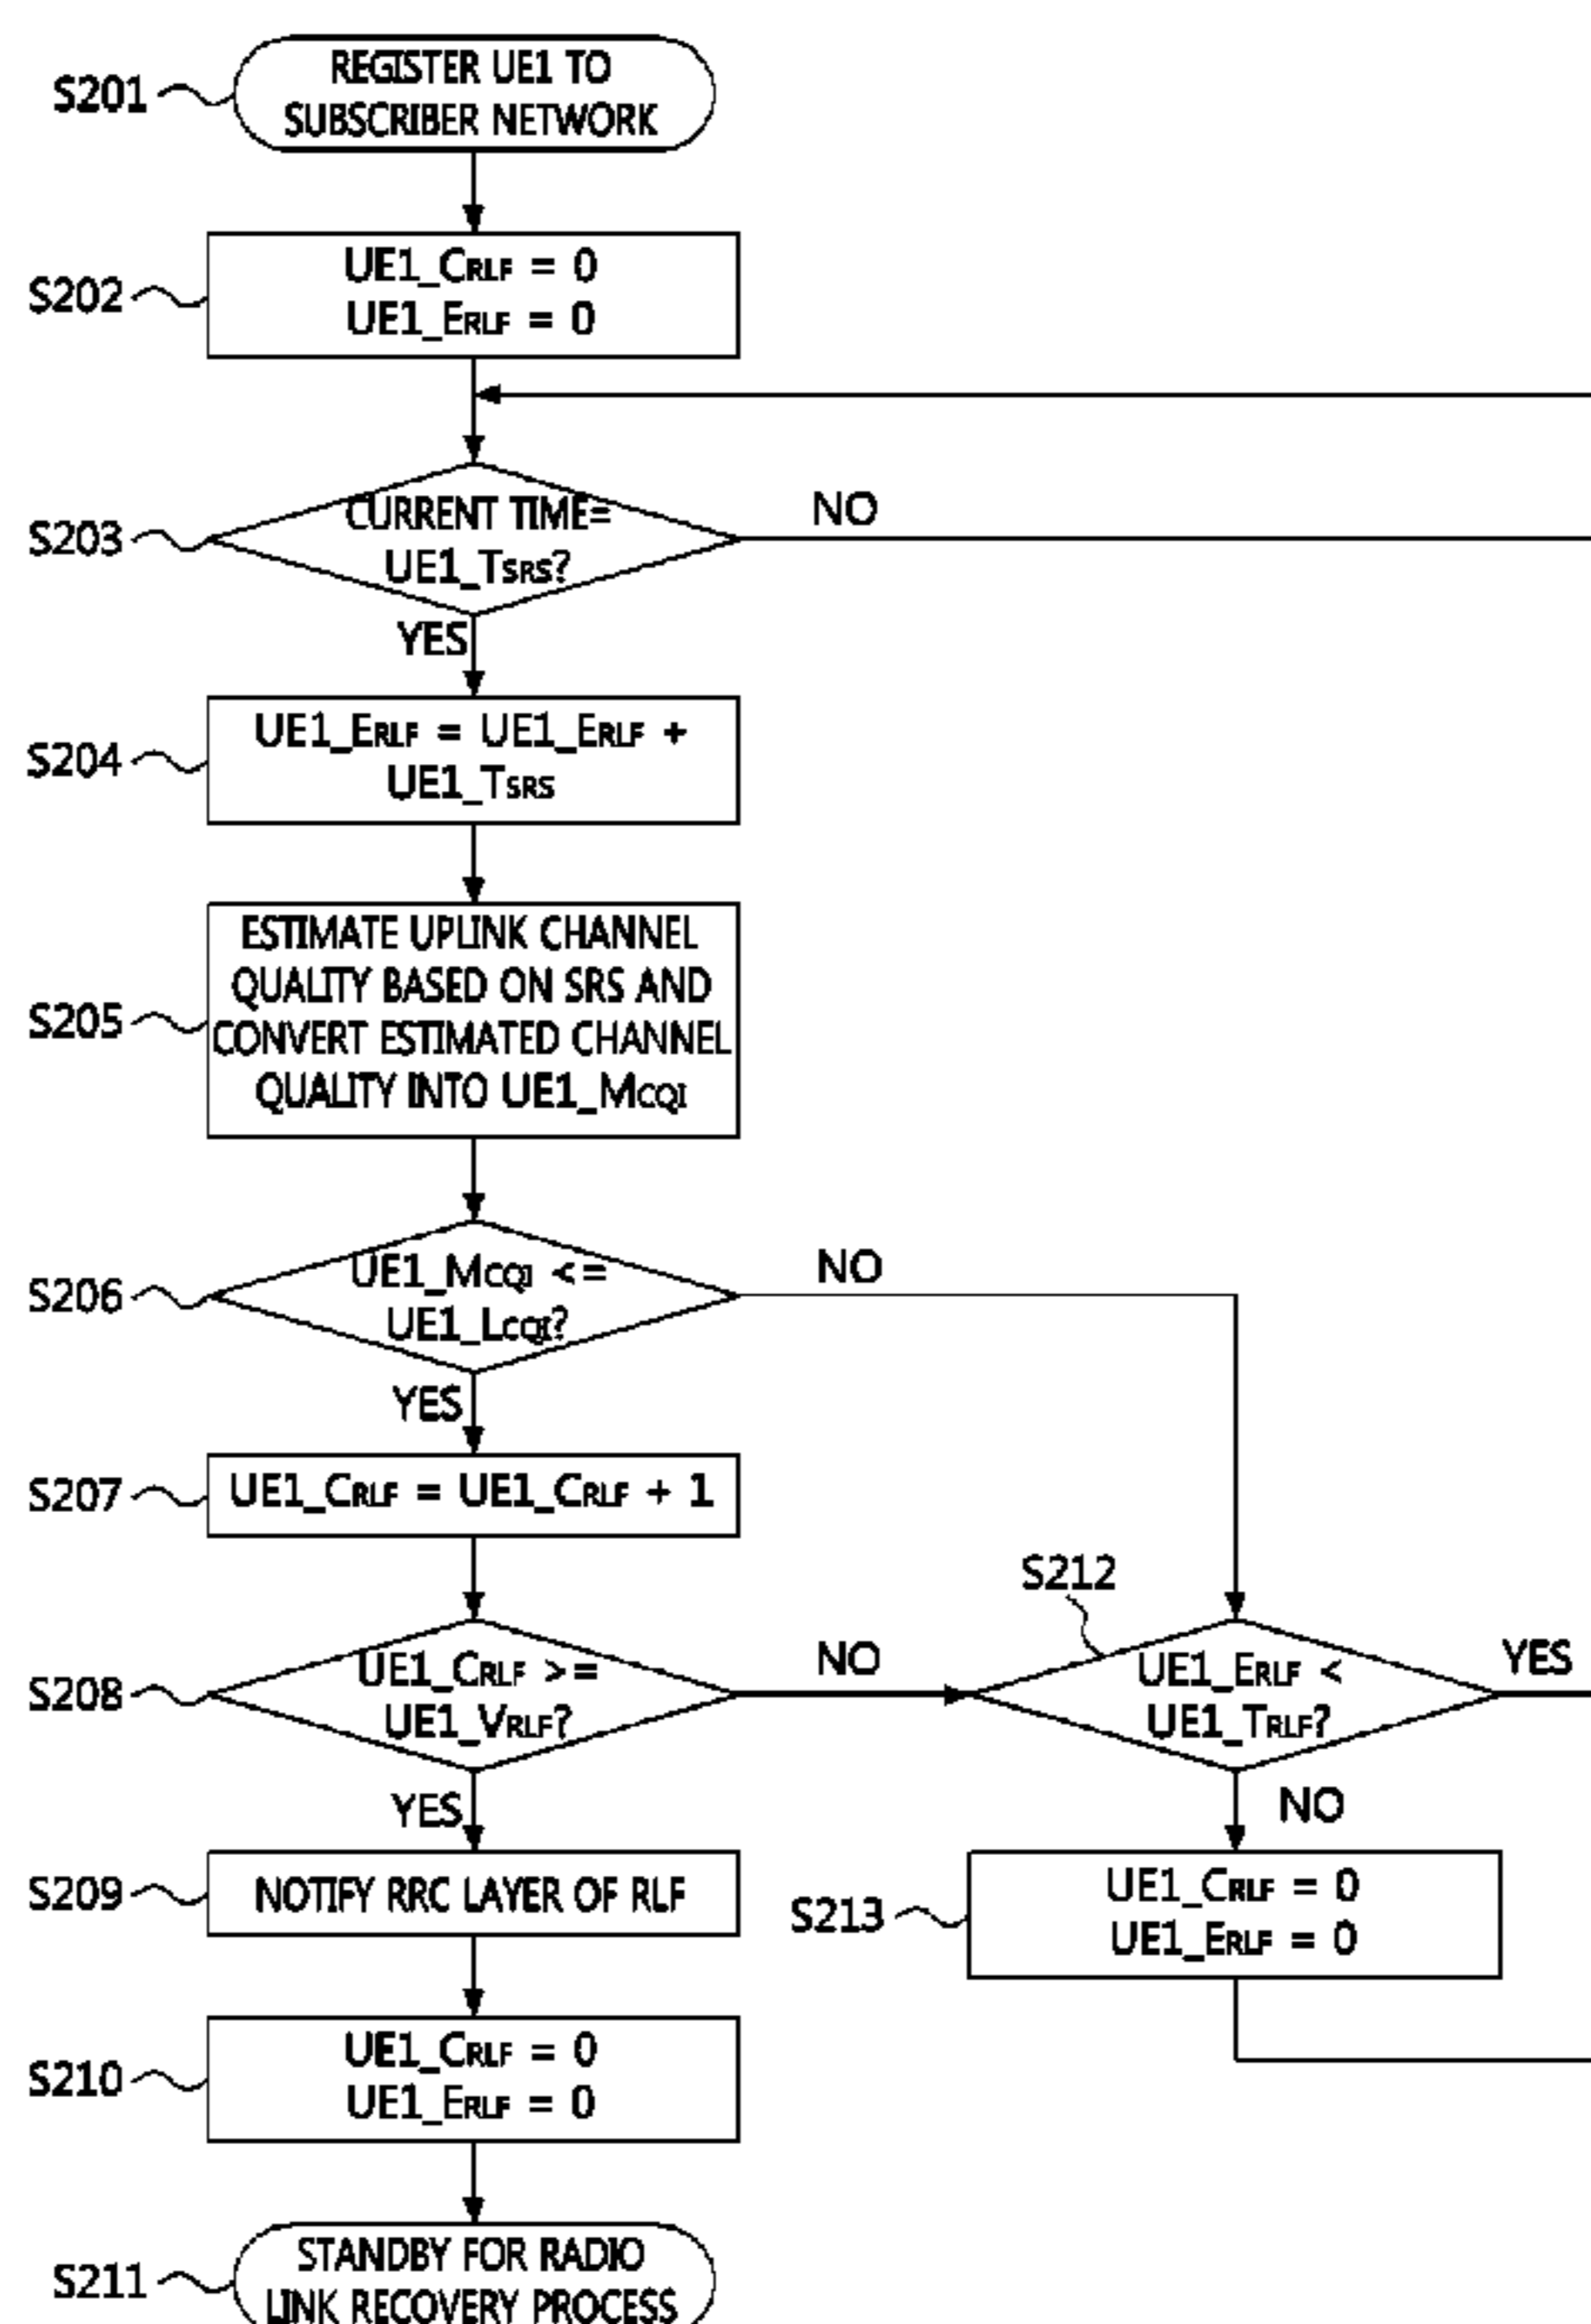 S201
REGISTER UE1 TO
SUBSCRIBER NETWORK
S202
UE1_CRLF = 0
UE1_ERLF = 0
S203
CURRENT TIME=
UE1_TSRS?
NO
YES
S204
UE1_ERLF = UE1_ERLF +
UE1_TSRS
S205
ESTIMATE UPLINK CHANNEL
QUALITY BASED ON SRS AND
CONVERT ESTIMATED CHANNEL
QUALITY INTO UE1_MCQI
S206
UE1_MCQI <=
UE1_LCQI?
NO
YES
S207
UE1_CRLF = UE1_CRLF + 1
S208
UE1_CRLF >=
UE1_VRLF?
NO
YES
S212
UE1_ERLF <
UE1_TRLF?
YES
NO
S209
NOTIFY RRC LAYER OF RLF
S213
UE1_CRLF = 0
UE1_ERLF = 0
S210
UE1_CRLF = 0
UE1_ERLF = 0
S211
STANDBY FOR RADIO
LINK RECOVERY PROCESS